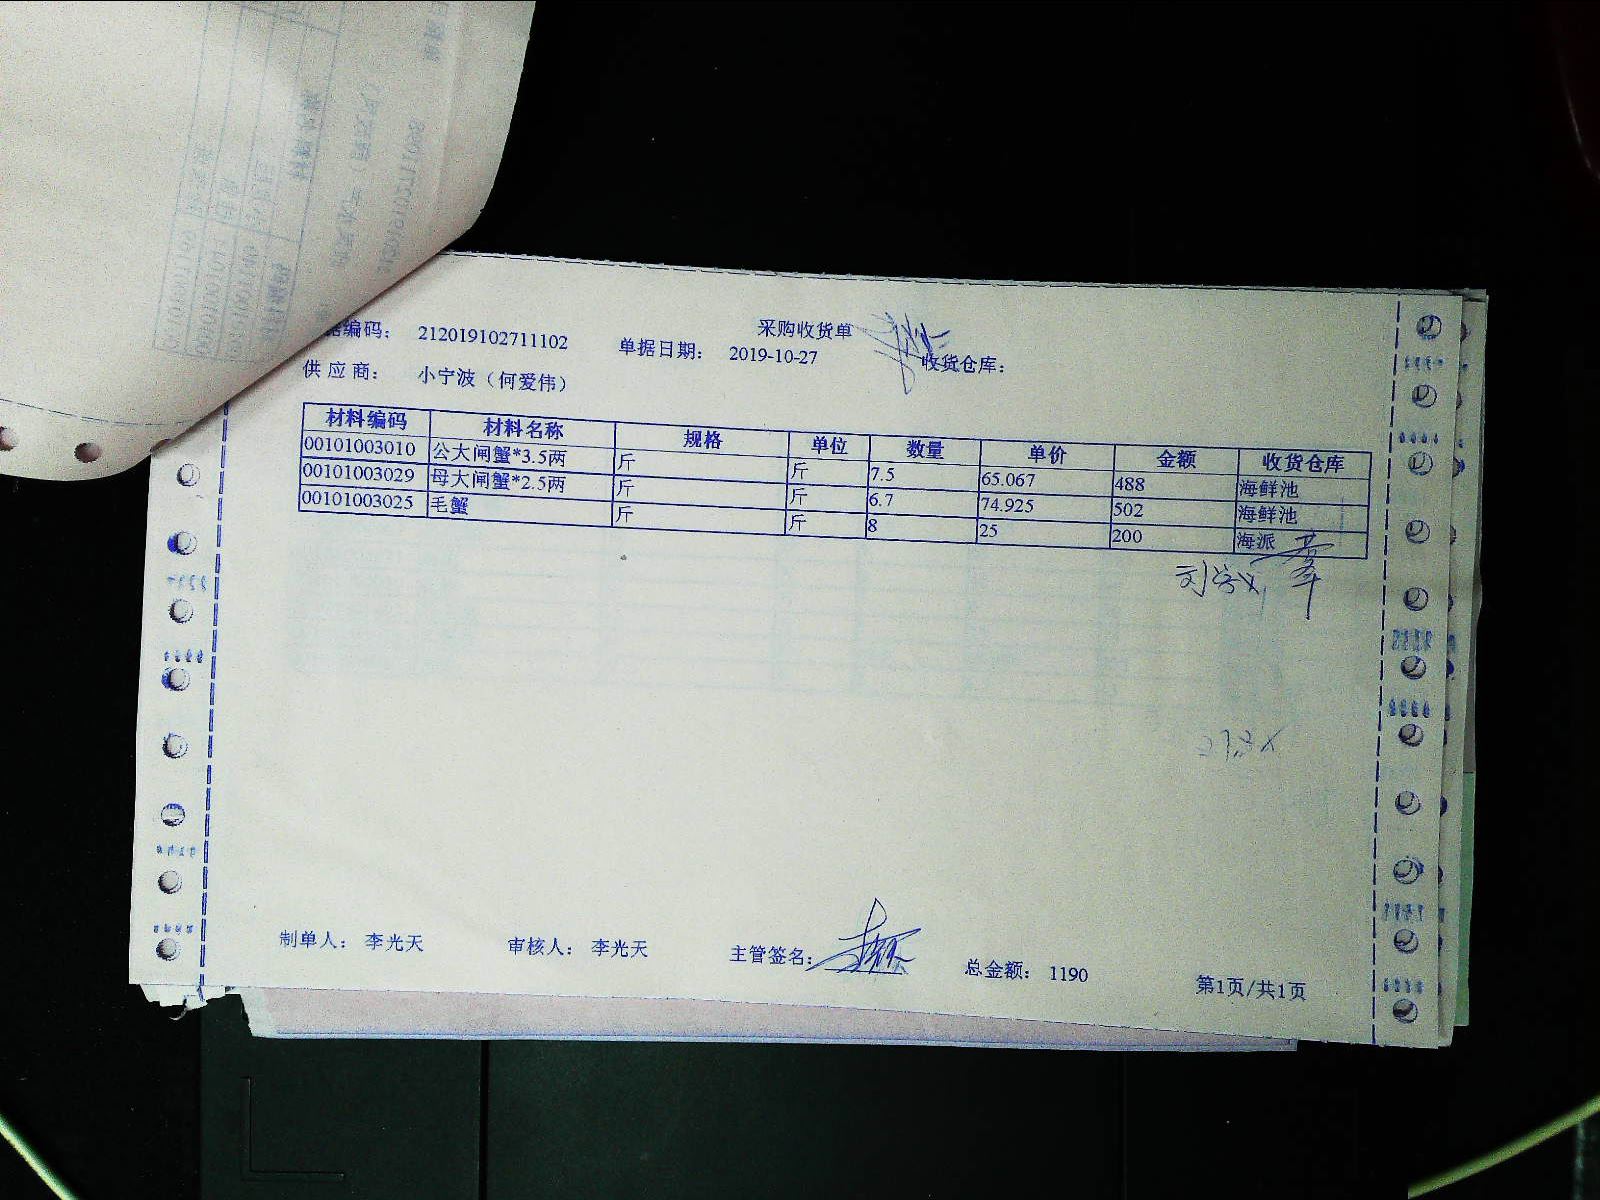 采购收货单
据编码： 212019102711102 单据日期： 2019-10-27 收货仓库：
供应商： 小宁波（何爱伟）
材料编码 材料名称 规格 单位 数量 单价 金额 收货仓库
00101003010 公大闸蟹*3.5两 斤 斤 7.5 65.067 488 海鲜池
00101003029 母大闸蟹*2.5两 斤 斤 6.7 74.925 502 海鲜池
00101003025 毛蟹 斤 斤 8 25 200 海派
制单人： 李光天 审核人： 李光天 主管签名： 总金额： 1190
第1页/共1页